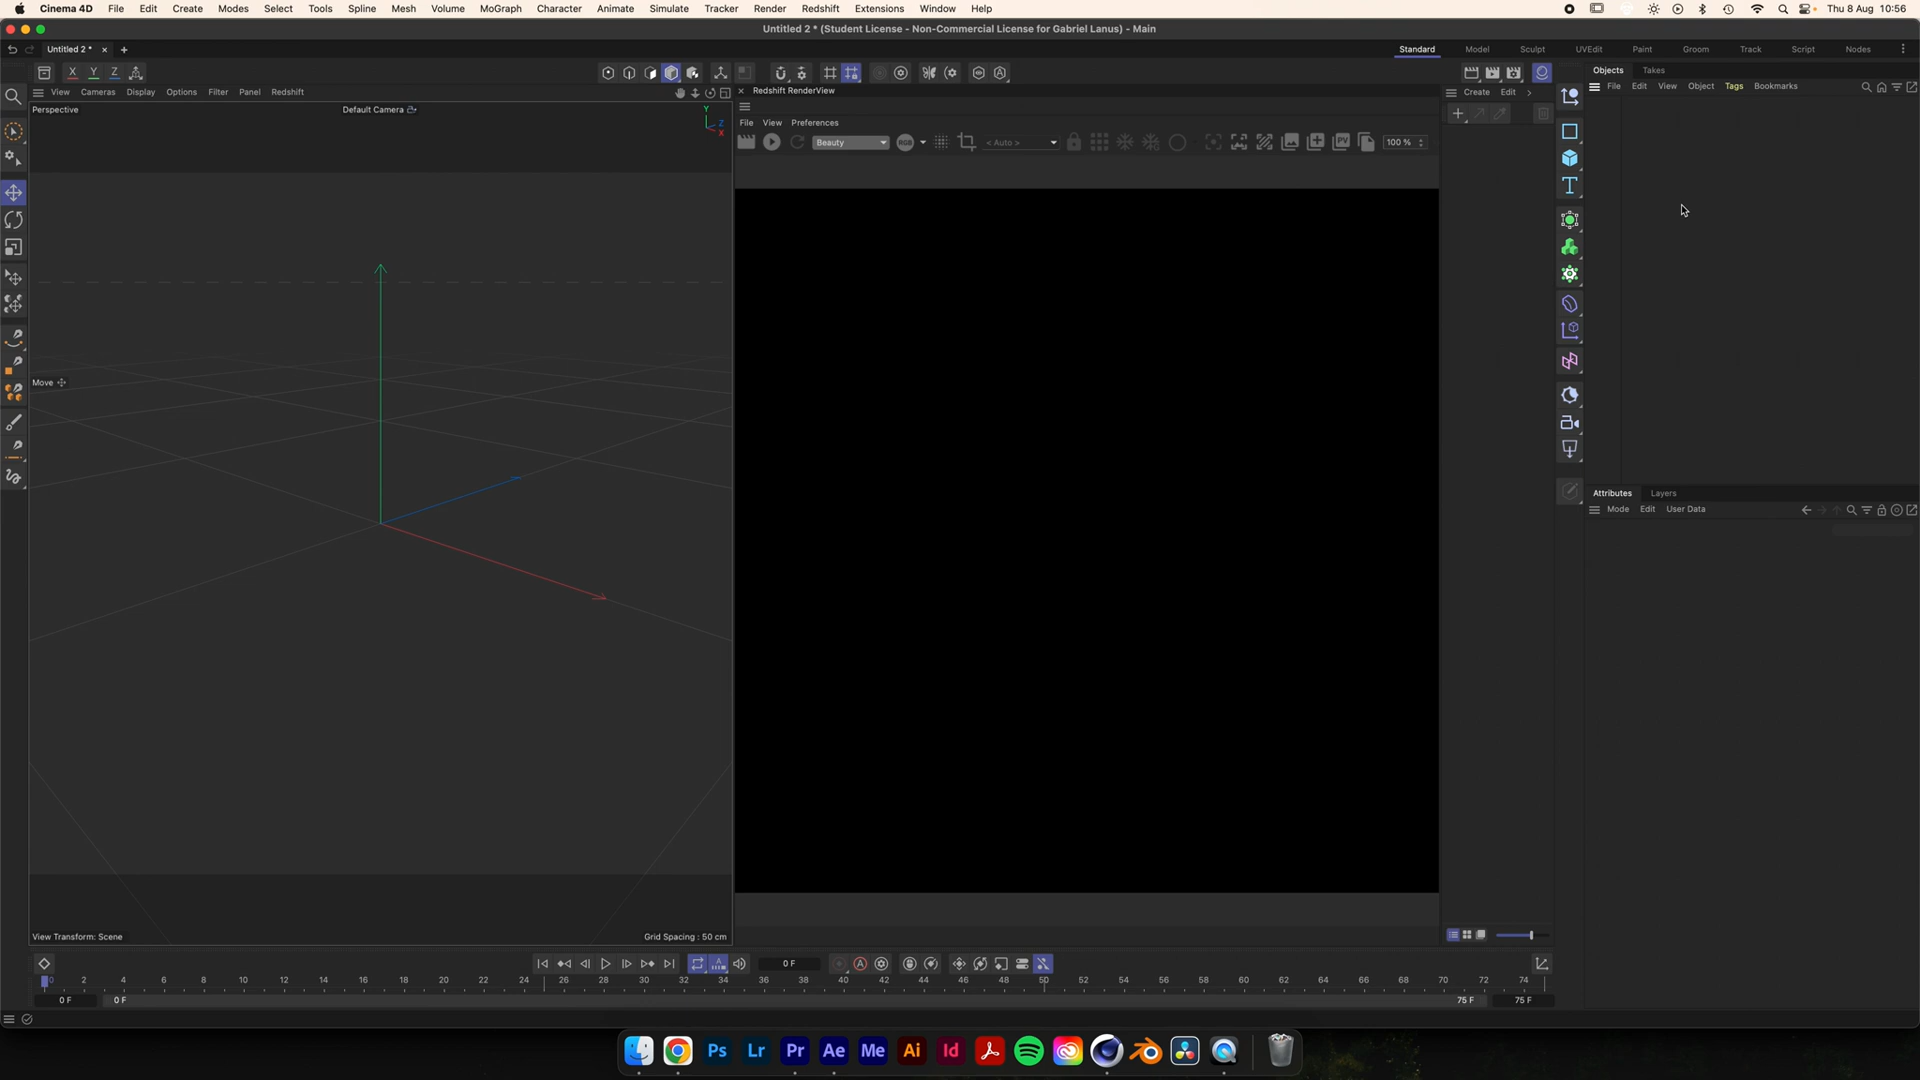 Cinema 4D File Edit Create Modes Select Tools Spline Mesh Volume MoGraph Character Animate Simulate Tracker Render Redshift Extensions Window Help Thu 8 Aug 10:56
Untitled 2 * (Student License - Non-Commercial License for Gabriel Lanus) - Main
Untitled 2 * Standard Model Sculpt UVEdit Paint Groom Track Script Nodes
X Y Z
Objects Takes
View Cameras Display Options Filter Panel Redshift
Redshift RenderView
Create Edit
File Edit View Object Tags Bookmarks
Perspective
Default Camera
Y
Z
X
File View Preferences
Beauty
RGB
< Auto >
PV
100 %
T
Move
Attributes Layers
Mode Edit User Data
View Transform: Scene
Grid Spacing : 50 cm
0 F
0 2 4 6 8 10 12 14 16 18 20 22 24 26 28 30 32 34 36 38 40 42 44 46 48 50 52 54 56 58 60 62 64 66 68 70 72 74
0 F 0 F 75 F 75 F
Ps Lr Pr Ae Me Ai Id